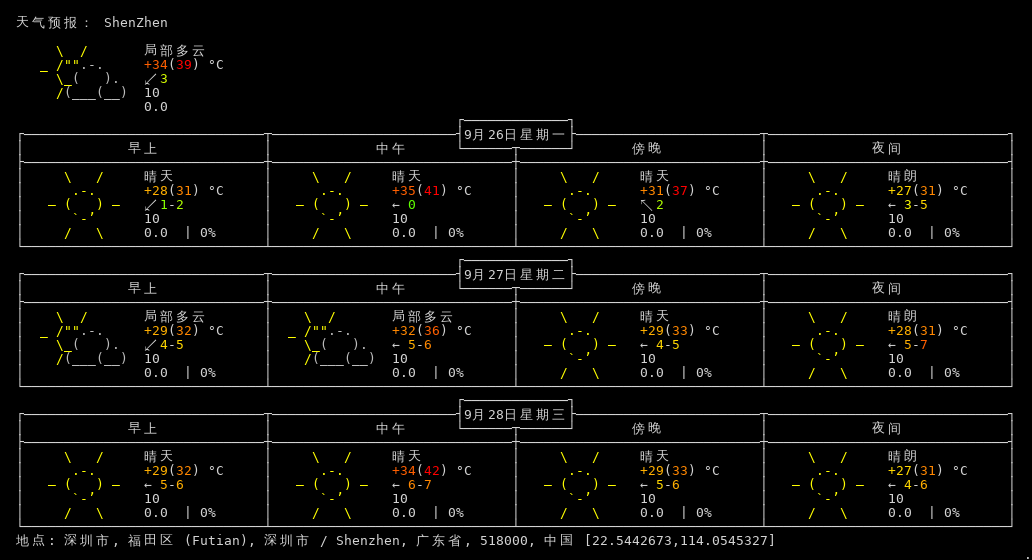 天气预报: ShenZhen
局部多云
+34(39) °C
↙ 3
10
0.0
9月26日星期一
早上 中午 傍晚 夜间
晴天 晴天 晴天 晴朗
+28(31) °C +35(41) °C +31(37) °C +27(31) °C
↙ 1-2 ← 0 ↖ 2 ← 3-5
10 10 10 10
0.0 | 0% 0.0 | 0% 0.0 | 0% 0.0 | 0%
9月27日星期二
早上 中午 傍晚 夜间
局部多云 局部多云 晴天 晴朗
+29(32) °C +32(36) °C +29(33) °C +28(31) °C
↙ 4-5 ← 5-6 ← 4-5 ← 5-7
10 10 10 10
0.0 | 0% 0.0 | 0% 0.0 | 0% 0.0 | 0%
9月28日星期三
早上 中午 傍晚 夜间
晴天 晴天 晴天 晴朗
+29(32) °C +34(42) °C +29(33) °C +27(31) °C
← 5-6 ← 6-7 ← 5-6 ← 4-6
10 10 10 10
0.0 | 0% 0.0 | 0% 0.0 | 0% 0.0 | 0%
地点: 深圳市, 福田区 (Futian), 深圳市 / Shenzhen, 广东省, 518000, 中国 [22.5442673,114.0545327]